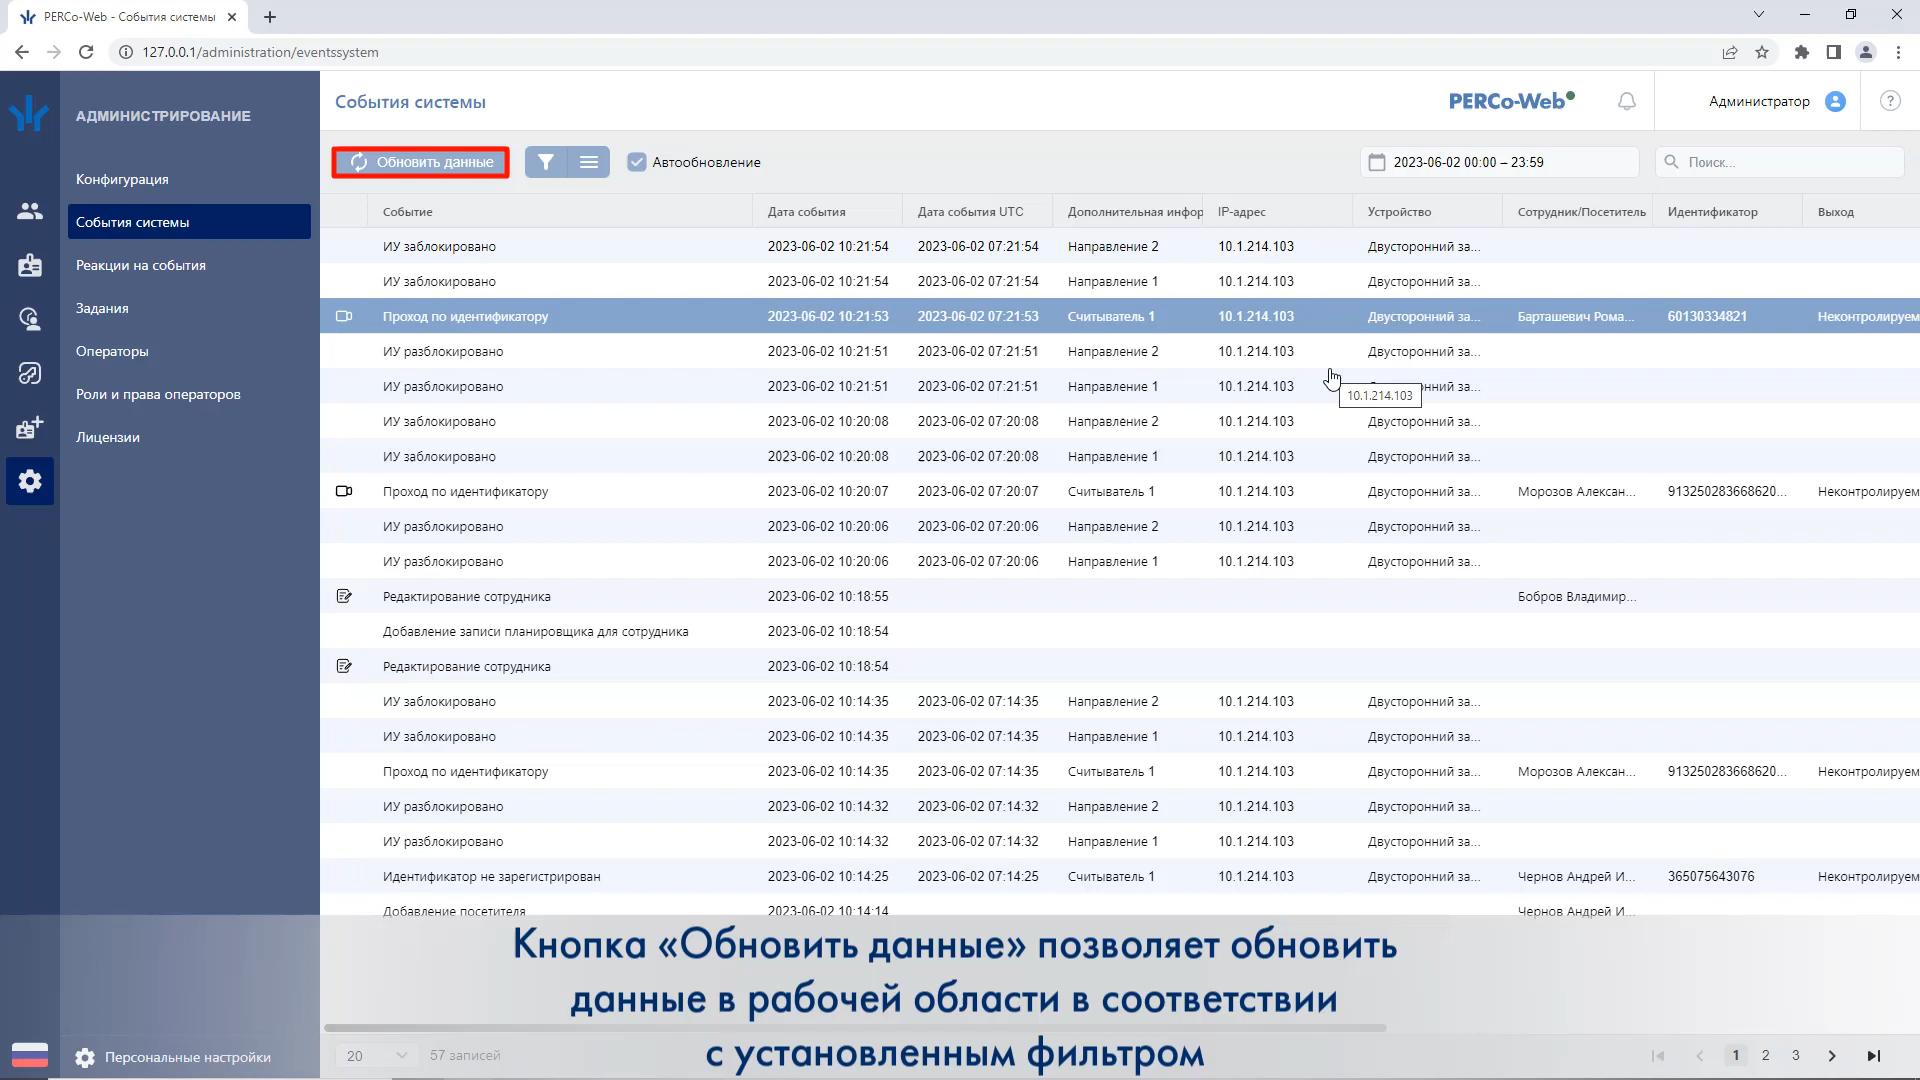 PERCo-Web - События системы
127.0.0.1/administration/eventssystem
АДМИНИСТРИРОВАНИЕ
Конфигурация
События системы
Реакции на события
Задания
Операторы
Роли и права операторов
Лицензии
Персональные настройки
События системы
PERCo-Web
Администратор
Обновить данные
Автообновление
2023-06-02 00:00 – 23:59
Поиск...
Событие Дата события Дата события UTC Дополнительная инфор IP-адрес Устройство Сотрудник/Посетитель Идентификатор Выход
ИУ заблокировано 2023-06-02 10:21:54 2023-06-02 07:21:54 Направление 2 10.1.214.103 Двусторонний за...
ИУ заблокировано 2023-06-02 10:21:54 2023-06-02 07:21:54 Направление 1 10.1.214.103 Двусторонний за...
Проход по идентификатору 2023-06-02 10:21:53 2023-06-02 07:21:53 Считыватель 1 10.1.214.103 Двусторонний за... Барташевич Рома... 60130334821 Неконтролируем
ИУ разблокировано 2023-06-02 10:21:51 2023-06-02 07:21:51 Направление 2 10.1.214.103 Двусторонний за...
ИУ разблокировано 2023-06-02 10:21:51 2023-06-02 07:21:51 Направление 1 10.1.214.103 нний за...
10.1.214.103
ИУ заблокировано 2023-06-02 10:20:08 2023-06-02 07:20:08 Направление 2 10.1.214.103 Двусторонний за...
ИУ заблокировано 2023-06-02 10:20:08 2023-06-02 07:20:08 Направление 1 10.1.214.103 Двусторонний за...
Проход по идентификатору 2023-06-02 10:20:07 2023-06-02 07:20:07 Считыватель 1 10.1.214.103 Двусторонний за... Морозов Алексан... 913250283668620... Неконтролируем
ИУ разблокировано 2023-06-02 10:20:06 2023-06-02 07:20:06 Направление 2 10.1.214.103 Двусторонний за...
ИУ разблокировано 2023-06-02 10:20:06 2023-06-02 07:20:06 Направление 1 10.1.214.103 Двусторонний за...
Редактирование сотрудника 2023-06-02 10:18:55 Бобров Владимир...
Добавление записи планировщика для сотрудника 2023-06-02 10:18:54
Редактирование сотрудника 2023-06-02 10:18:54
ИУ заблокировано 2023-06-02 10:14:35 2023-06-02 07:14:35 Направление 2 10.1.214.103 Двусторонний за...
ИУ заблокировано 2023-06-02 10:14:35 2023-06-02 07:14:35 Направление 1 10.1.214.103 Двусторонний за...
Проход по идентификатору 2023-06-02 10:14:35 2023-06-02 07:14:35 Считыватель 1 10.1.214.103 Двусторонний за... Морозов Алексан... 913250283668620... Неконтролируем
ИУ разблокировано 2023-06-02 10:14:32 2023-06-02 07:14:32 Направление 2 10.1.214.103 Двусторонний за...
ИУ разблокировано 2023-06-02 10:14:32 2023-06-02 07:14:32 Направление 1 10.1.214.103 Двусторонний за...
Идентификатор не зарегистрирован 2023-06-02 10:14:25 2023-06-02 07:14:25 Считыватель 1 10.1.214.103 Двусторонний за... Чернов Андрей И... 365075643076 Неконтролируем
Добавление посетителя 2023-06-02 10:14:14 Чернов Андрей И...
Кнопка «Обновить данные» позволяет обновить
данные в рабочей области в соответствии
с установленным фильтром
20 57 записей 1 2 3